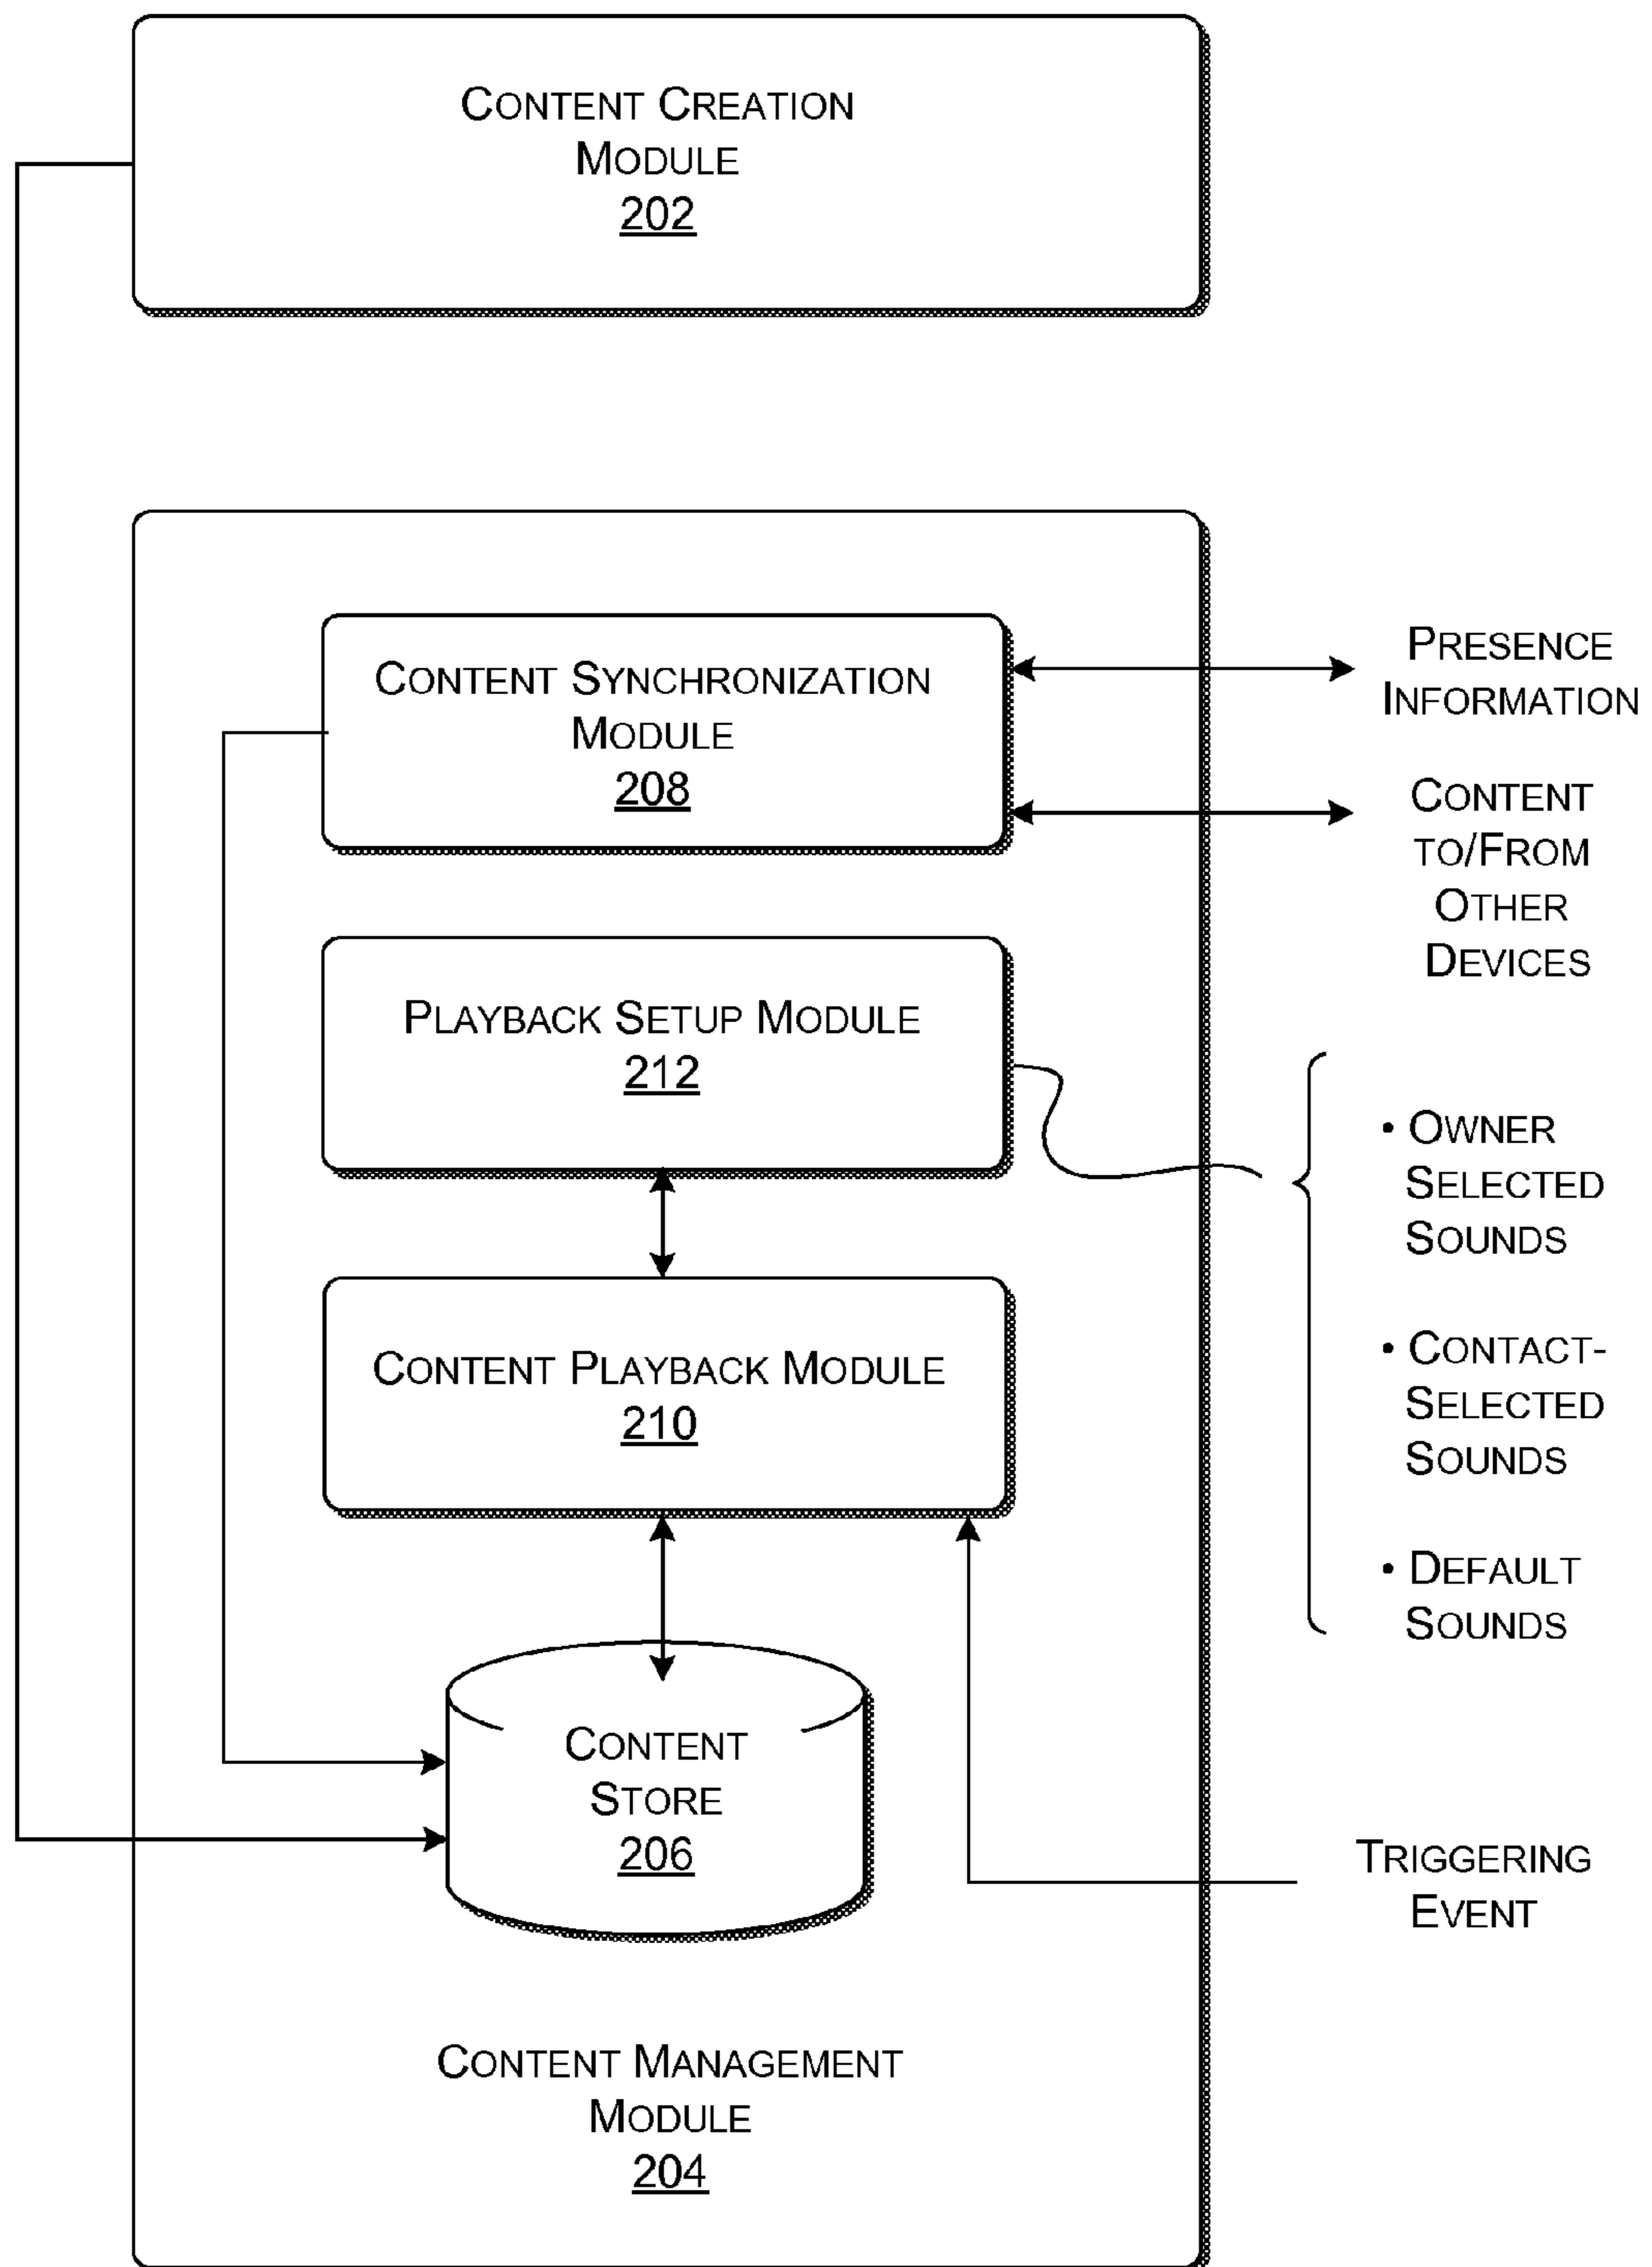 CONTENT CREATION
MODULE
202
CONTENT SYNCHRONIZATION
MODULE
208
PRESENCE
INFORMATION
CONTENT
TO/FROM
OTHER
DEVICES
PLAYBACK SETUP MODULE
212
• OWNER
SELECTED
SOUNDS
• CONTACT-
SELECTED
SOUNDS
• DEFAULT
SOUNDS
CONTENT PLAYBACK MODULE
210
CONTENT
STORE
206
TRIGGERING
EVENT
CONTENT MANAGEMENT
MODULE
204